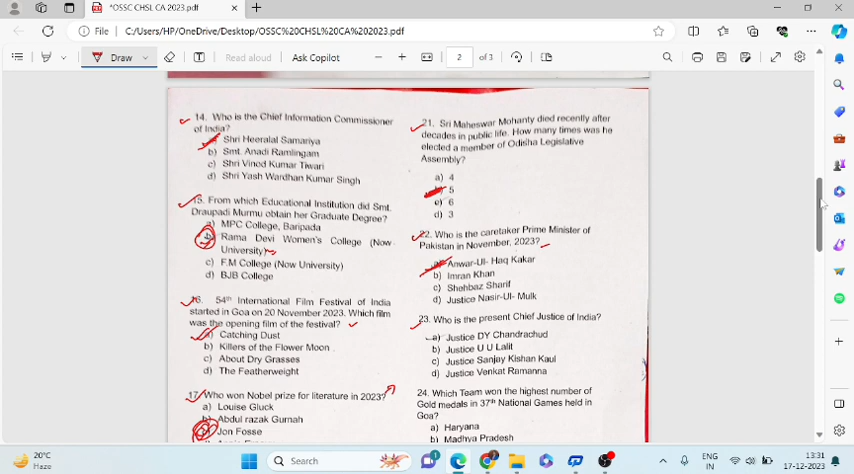 *OSSC CHSL CA 2023.pdf
File
C:/Users/HP/OneDrive/Desktop/OSSC%20CHSL%20CA%202023.pdf
Draw
Read aloud
Ask Copilot
2
of 3
14. Who is the Chief Information Commissioner
of India?
Shri Heeralal Samariya
b) Smt. Anadi Ramlingam
c) Shri Vinod Kumar Tiwari
d) Shri Yash Wardhan Kumar Singh
15. From which Educational Institution did Smt.
Draupadi Murmu obtain her Graduate Degree?
a) MPC College, Baripada
b) Rama Devi Women's College (Now
University)
c) F.M College (Now University)
d) BJB College
16. 54th International Film Festival of India
started in Goa on 20 November 2023. Which film
was the opening film of the festival?
a) Catching Dust
b) Killers of the Flower Moon
c) About Dry Grasses
d) The Featherweight
17. Who won Nobel prize for literature in 2023?
a) Louise Gluck
b) Abdul razak Gurnah
Jon Fosse
21. Sri Maheswar Mohanty died recently after
decades in public life. How many times was he
elected a member of Odisha Legislative
Assembly?
a) 4
b) 5
c) 6
d) 3
22. Who is the caretaker Prime Minister of
Pakistan in November, 2023?
a) Anwar-Ul- Haq Kakar
b) Imran Khan
c) Shehbaz Sharif
d) Justice Nasir-Ul- Mulk
23. Who is the present Chief Justice of India?
a) Justice DY Chandrachud
b) Justice U U Lalit
c) Justice Sanjay Kishan Kaul
d) Justice Venkat Ramanna
24. Which Team won the highest number of
Gold medals in 37th National Games held in
Goa?
a) Haryana
b) Madhya Pradesh
20°C
Haze
Search
ENG
IN
13:31
17-12-2023